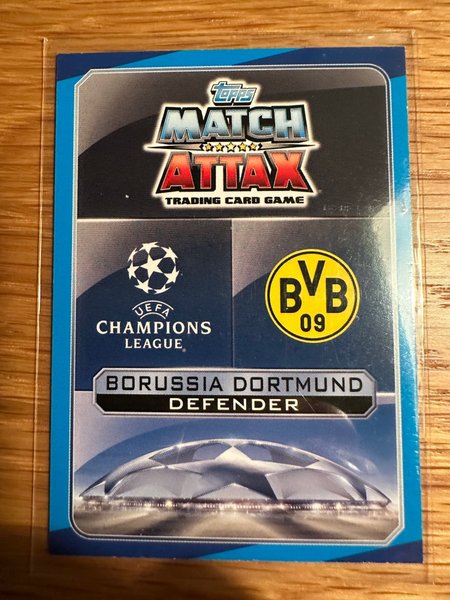 Topps
MATCH
ATTAX
TRADING CARD GAME
UEFA
CHAMPIONS
LEAGUE
BVB
09
BORUSSIA DORTMUND
DEFENDER